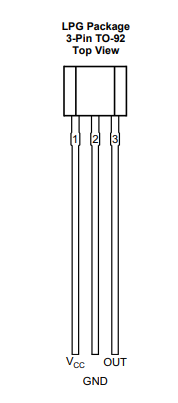 LPG Package
3-Pin TO-92
Top View
1 2 3
VCC OUT
GND